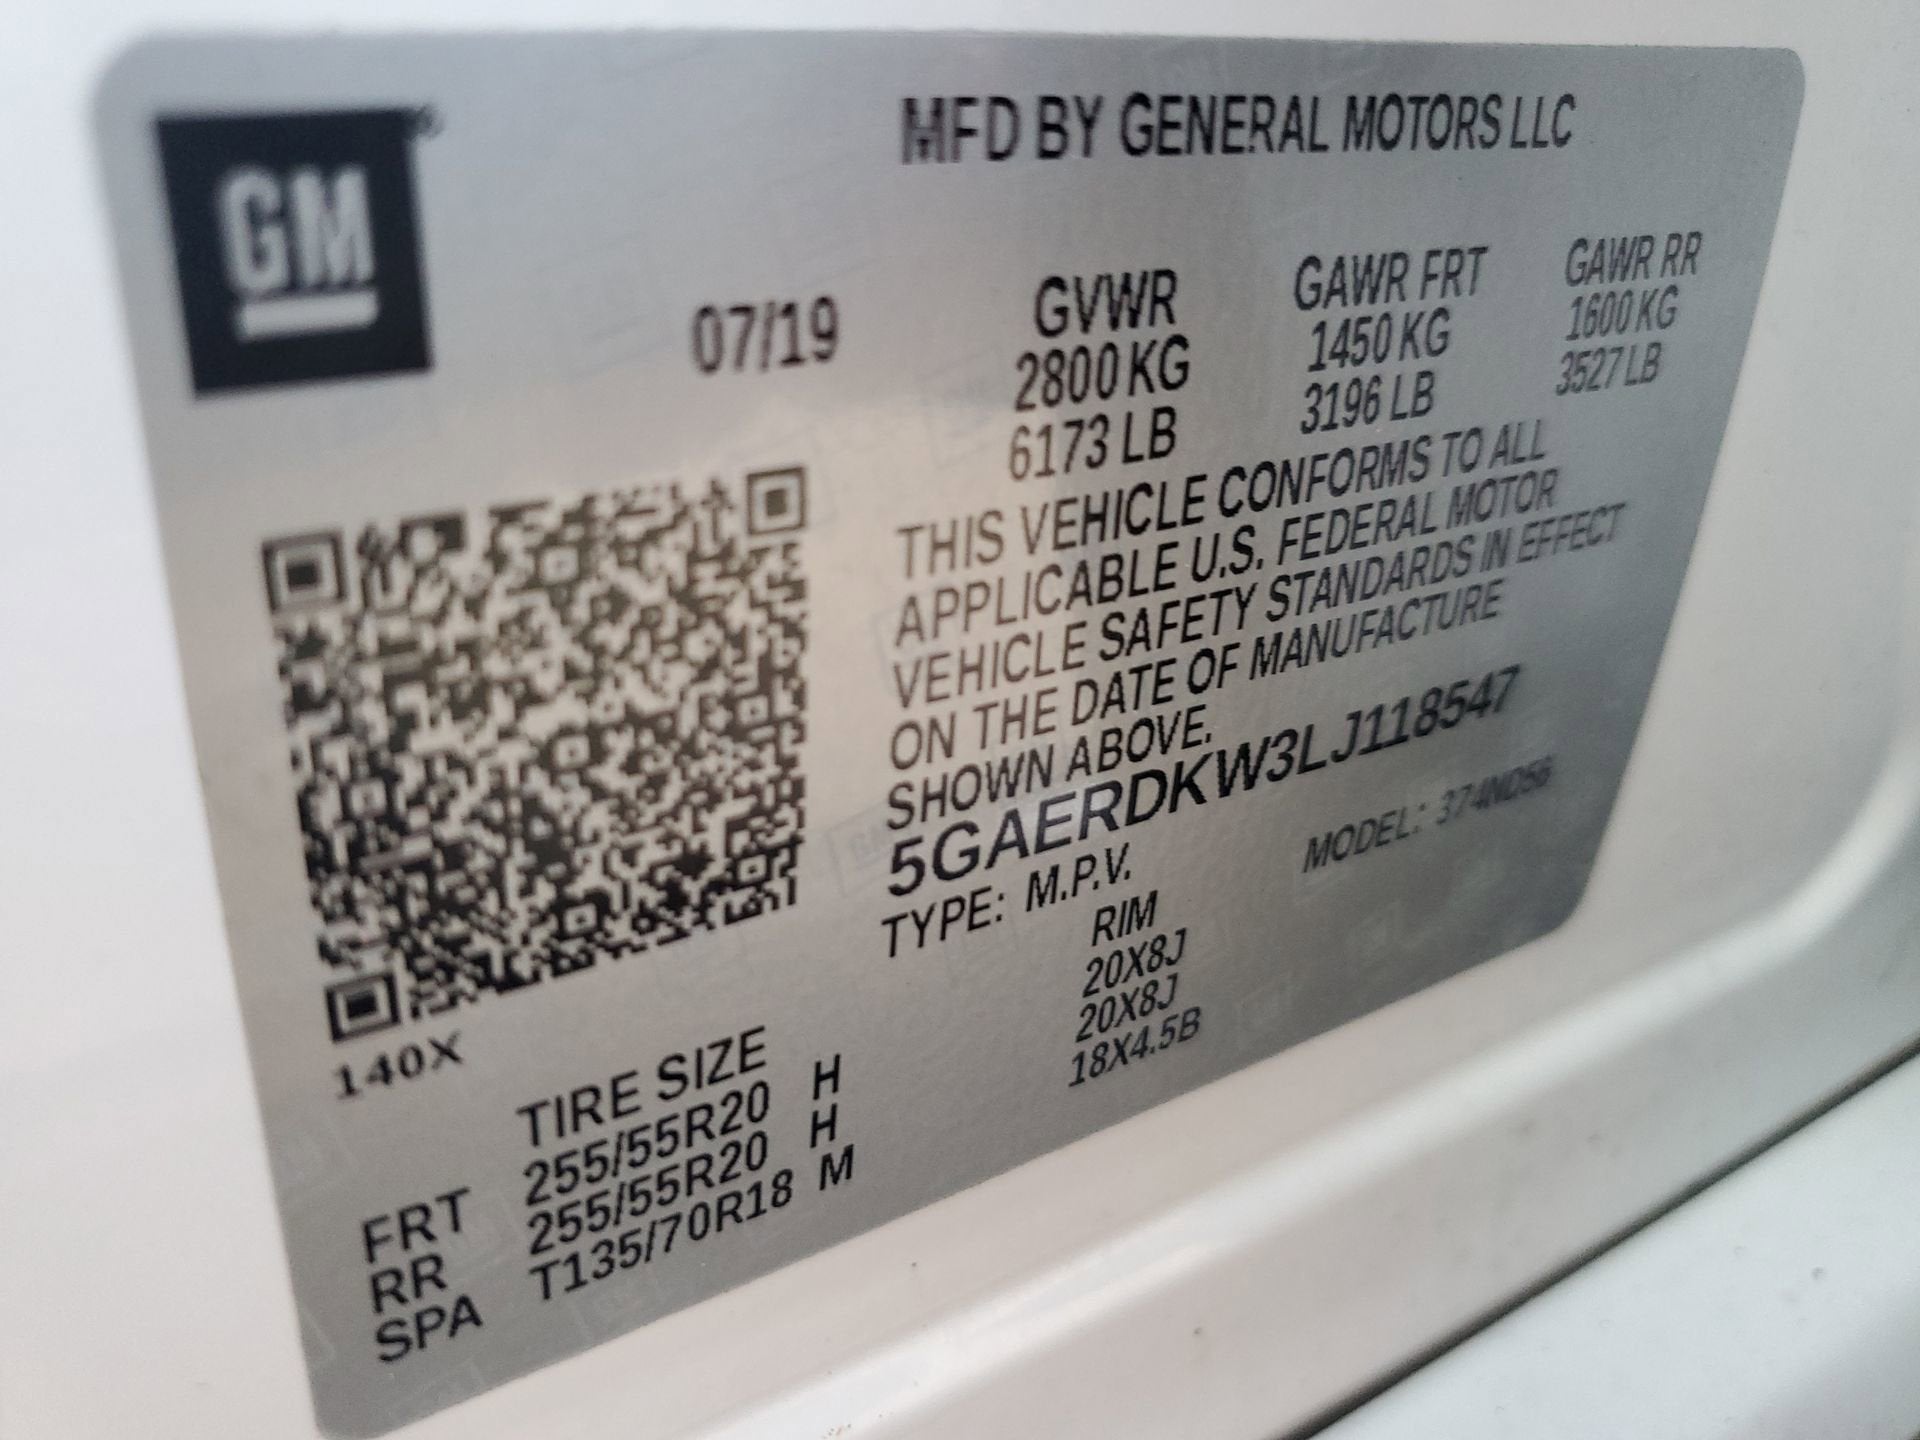 GM
MFD BY GENERAL MOTORS LLC
07/19
GVWR GAWR FRT GAWR RR
2800 KG 1450 KG 1600 KG
6173 LB 3196 LB 3527 LB
THIS VEHICLE CONFORMS TO ALL
APPLICABLE U.S. FEDERAL MOTOR
VEHICLE SAFETY STANDARDS IN EFFECT
ON THE DATE OF MANUFACTURE
SHOWN ABOVE.
5GAERDKW3LJ118547
TYPE: M.P.V. MODEL: 374ND56
140X
TIRE SIZE RIM
FRT 255/55R20 H 20X8J
RR 255/55R20 H 20X8J
SPA T135/70R18 M 18X4.5B